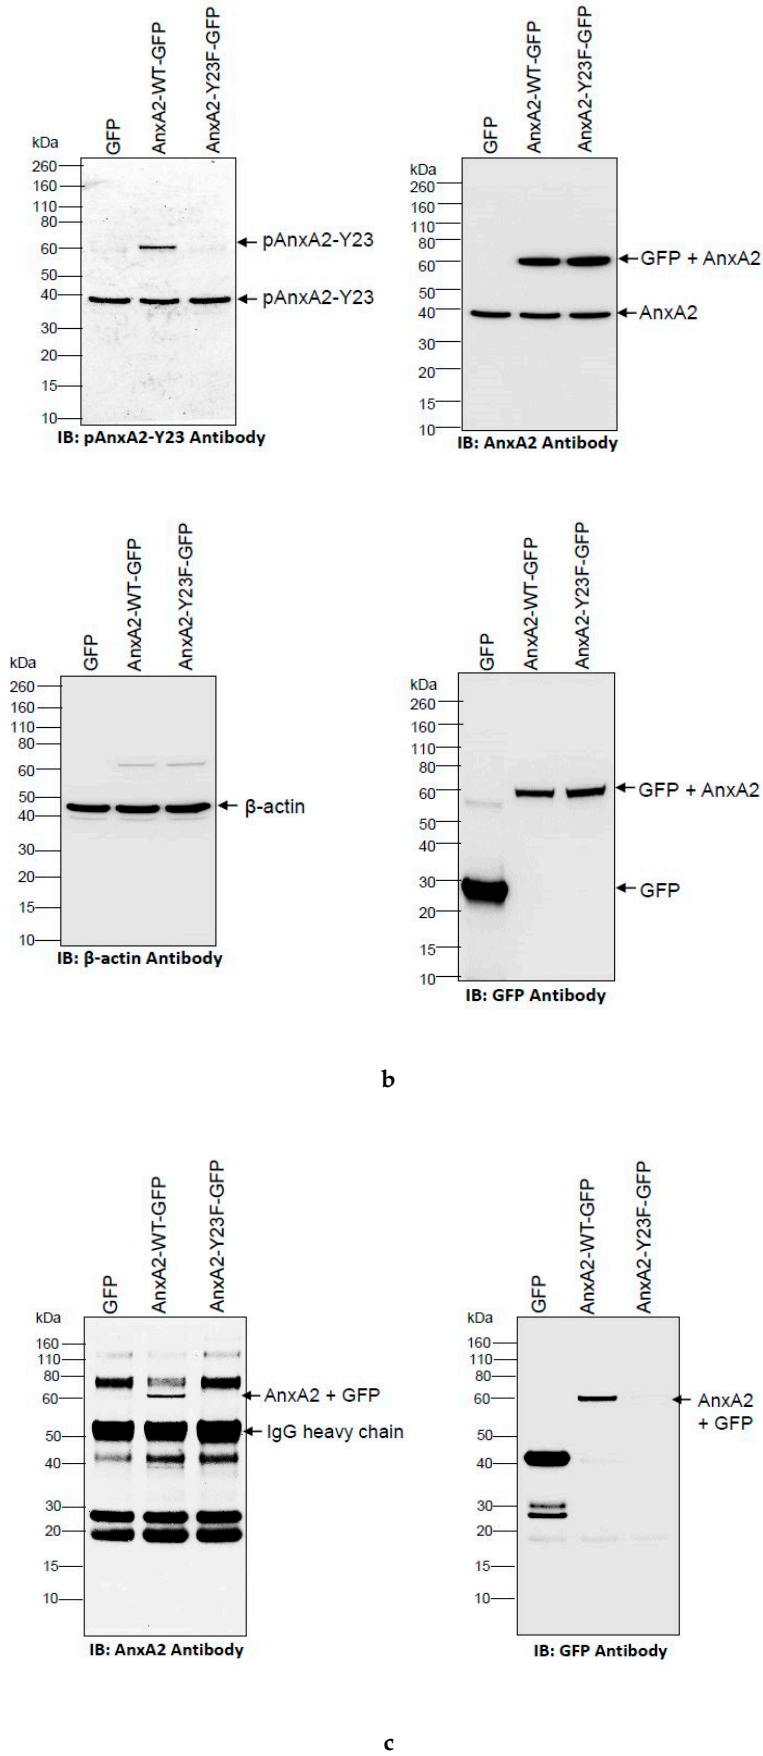 GFP
AnxA2-WT-GFP
AnxA2-Y23F-GFP
kDa
260
160
110
80
60
50
40
30
20
15
10
pAnxA2-Y23
pAnxA2-Y23
IB: pAnxA2-Y23 Antibody
GFP
AnxA2-WT-GFP
AnxA2-Y23F-GFP
kDa
260
160
110
80
60
50
40
30
20
15
10
GFP + AnxA2
AnxA2
IB: AnxA2 Antibody
GFP
AnxA2-WT-GFP
AnxA2-Y23F-GFP
kDa
260
160
110
80
60
50
40
30
20
15
10
β-actin
IB: β-actin Antibody
GFP
AnxA2-WT-GFP
AnxA2-Y23F-GFP
kDa
260
160
110
80
60
50
40
30
20
15
10
GFP + AnxA2
GFP
IB: GFP Antibody
b
GFP
AnxA2-WT-GFP
AnxA2-Y23F-GFP
kDa
160
110
80
60
50
40
30
20
15
10
AnxA2 + GFP
IgG heavy chain
IB: AnxA2 Antibody
GFP
AnxA2-WT-GFP
AnxA2-Y23F-GFP
kDa
160
110
80
60
50
40
30
20
15
10
AnxA2
+ GFP
IB: GFP Antibody
c